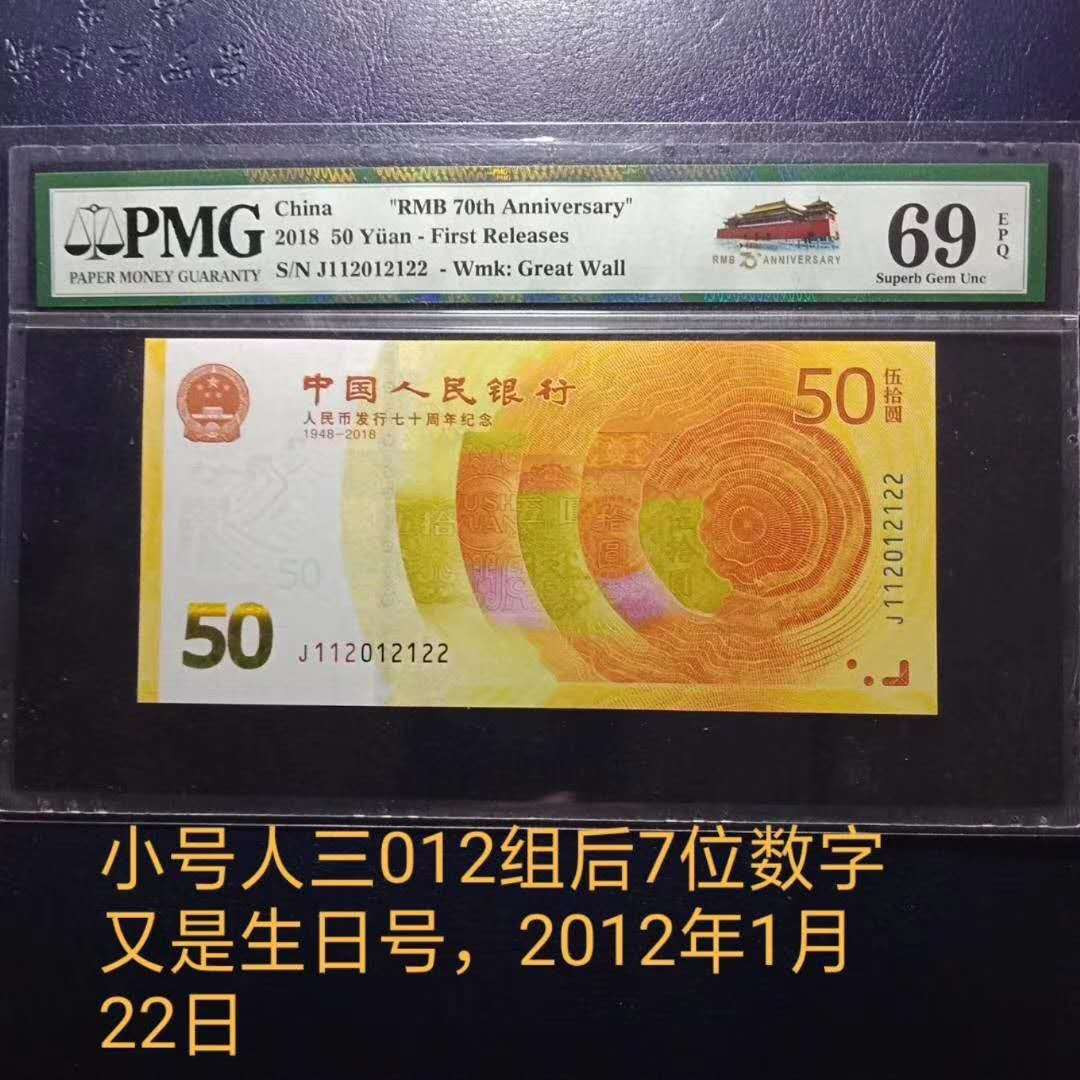 PMG
PAPER MONEY GUARANTY
China "RMB 70th Anniversary"
2018 50 Yüan - First Releases
S/N J112012122 - Wmk: Great Wall
RMB 70 ANNIVERSARY
69
EPQ
Superb Gem Unc
中国人民银行
人民币发行七十周年纪念
1948-2018
50
伍拾圆
J112012122
50
50
J112012122
小号人三012组后7位数字
又是生日号，2012年1月
22日